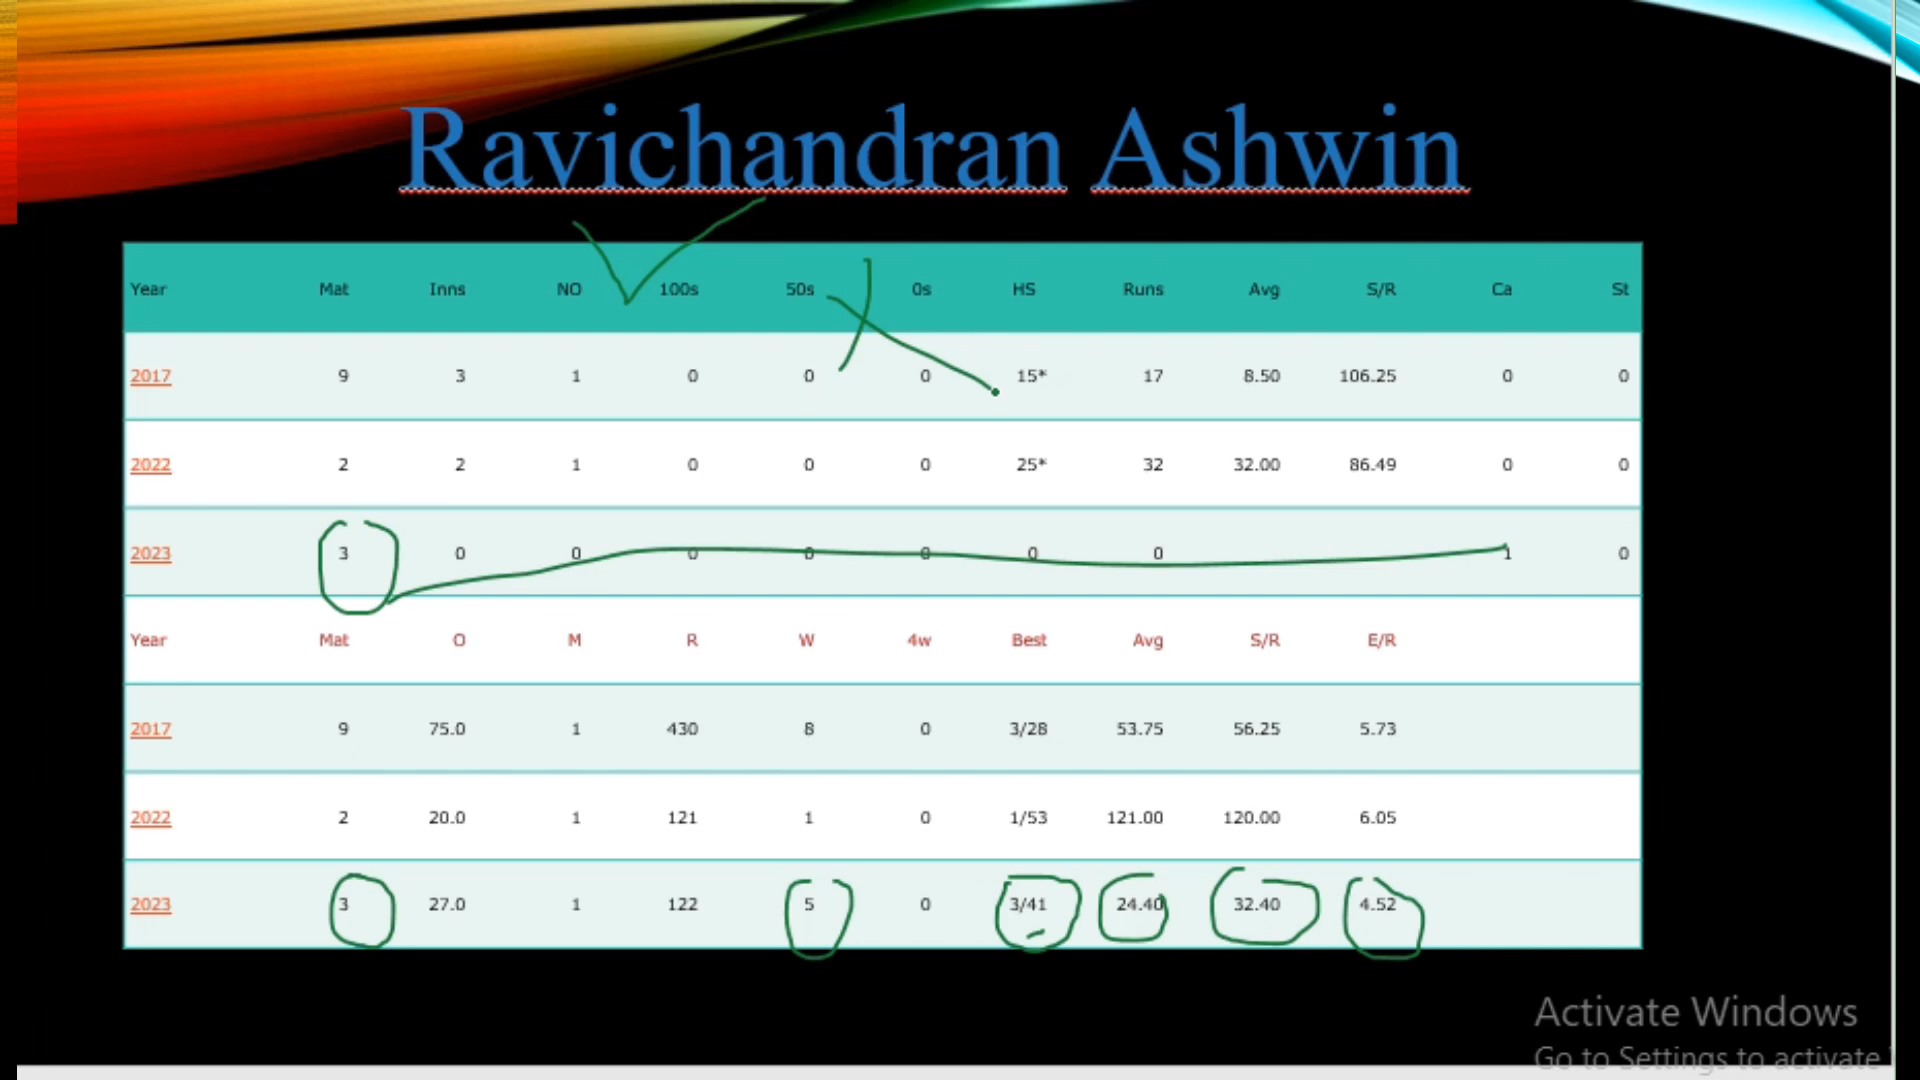 Ravichandran Ashwin
Year Mat Inns NO 100s 50s 0s HS Runs Avg S/R Ca St
2017 9 3 1 0 0 0 15* 17 8.50 106.25 0 0
2022 2 2 1 0 0 0 25* 32 32.00 86.49 0 0
2023 3 0 0 0 0 0 0 0 1 0
Year Mat O M R W 4w Best Avg S/R E/R
2017 9 75.0 1 430 8 0 3/28 53.75 56.25 5.73
2022 2 20.0 1 121 1 0 1/53 121.00 120.00 6.05
2023 3 27.0 1 122 5 0 3/41 24.40 32.40 4.52
Activate Windows
Go to Settings to activate